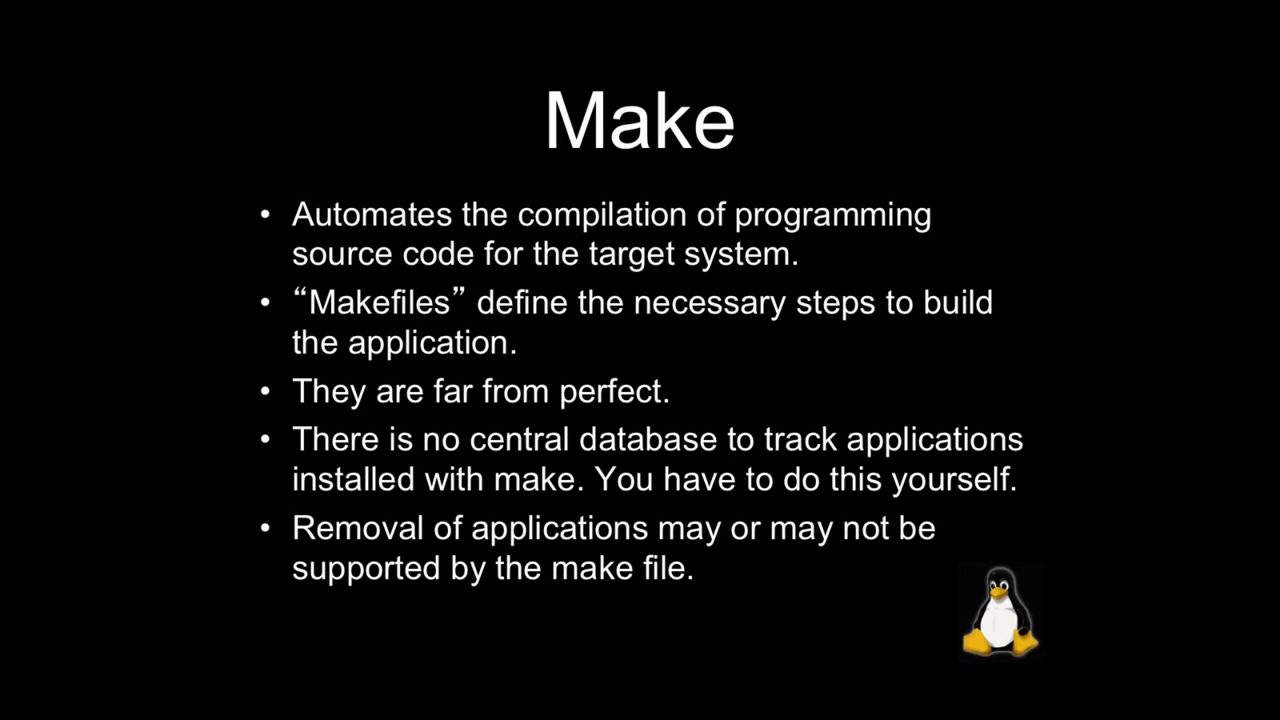 Make
• Automates the compilation of programming
source code for the target system.
• “Makefiles” define the necessary steps to build
the application.
• They are far from perfect.
• There is no central database to track applications
installed with make. You have to do this yourself.
• Removal of applications may or may not be
supported by the make file.